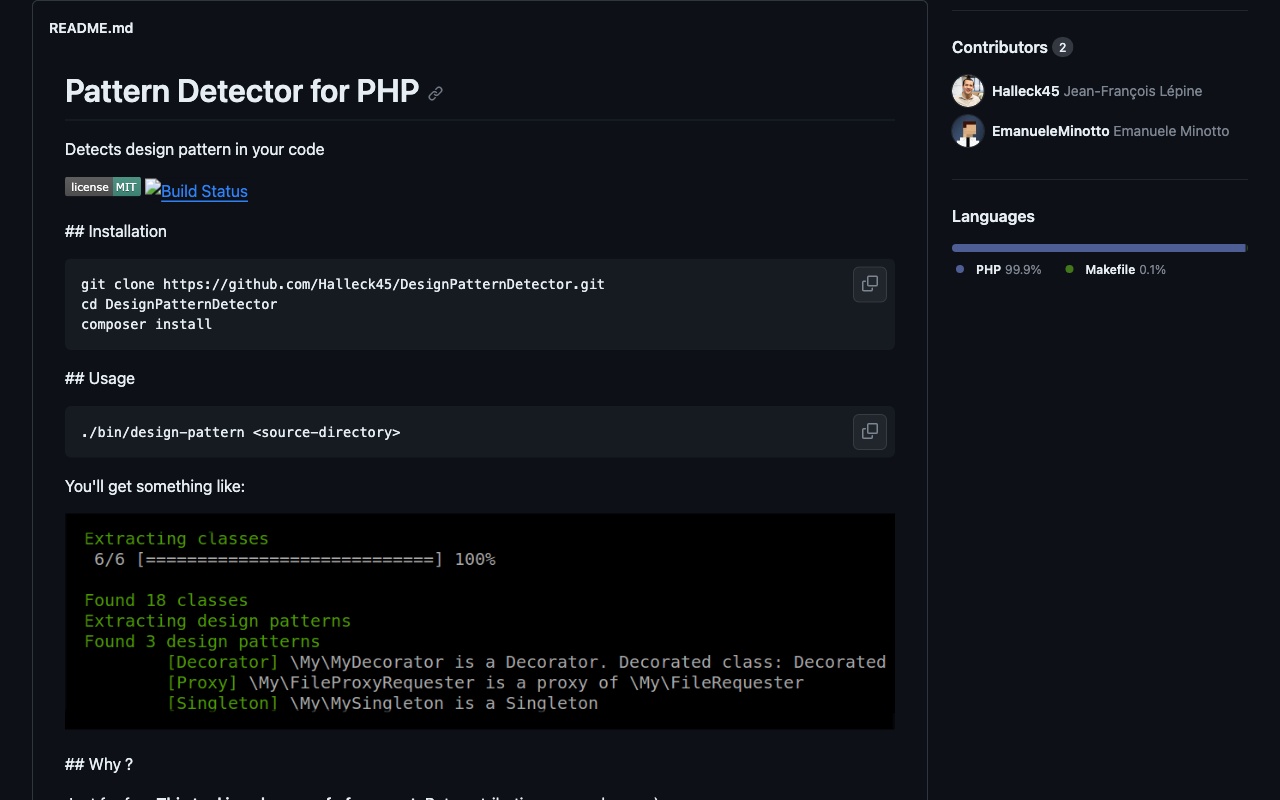 README.md
Pattern Detector for PHP
Detects design pattern in your code
license MIT Build Status
## Installation
git clone https://github.com/Halleck45/DesignPatternDetector.git
cd DesignPatternDetector
composer install
## Usage
./bin/design-pattern <source-directory>
You'll get something like:
Extracting classes
6/6 [============================] 100%
Found 18 classes
Extracting design patterns
Found 3 design patterns
[Decorator] \My\MyDecorator is a Decorator. Decorated class: Decorated
[Proxy] \My\FileProxyRequester is a proxy of \My\FileRequester
[Singleton] \My\MySingleton is a Singleton
## Why ?
Contributors 2
Halleck45 Jean-François Lépine
EmanueleMinotto Emanuele Minotto
Languages
PHP 99.9% Makefile 0.1%